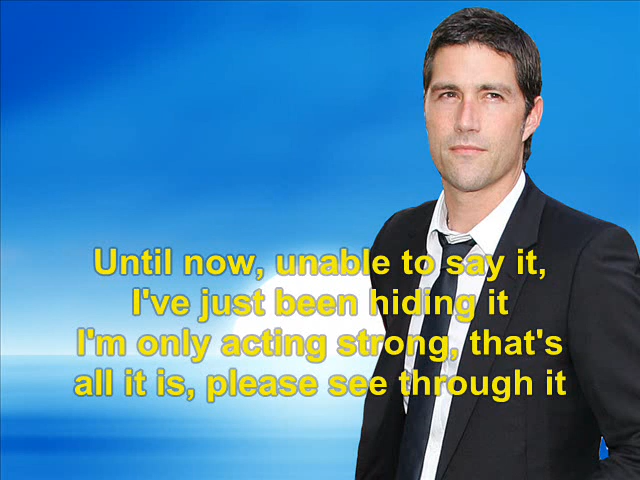 Until now, unable to say it,
I've just been hiding it
I'm only acting strong, that's
all it is, please see through it